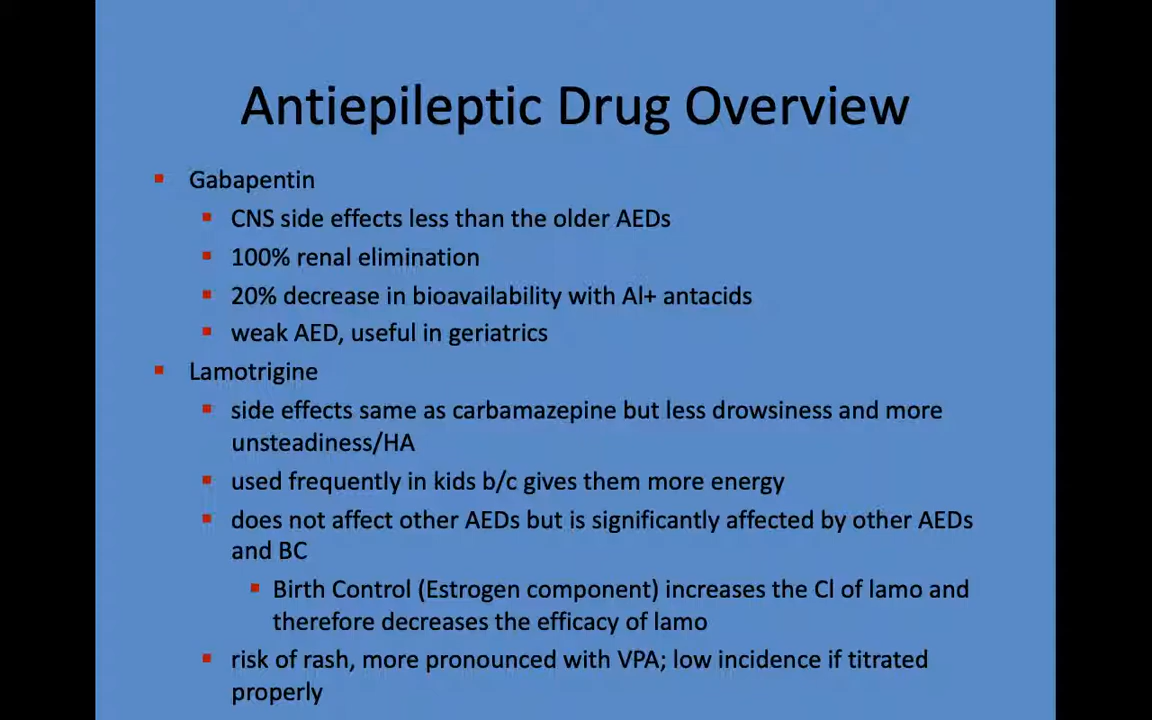 Antiepileptic Drug Overview
Gabapentin
CNS side effects less than the older AEDs
100% renal elimination
20% decrease in bioavailability with Al+ antacids
weak AED, useful in geriatrics
Lamotrigine
side effects same as carbamazepine but less drowsiness and more
unsteadiness/HA
used frequently in kids b/c gives them more energy
does not affect other AEDs but is significantly affected by other AEDs
and BC
Birth Control (Estrogen component) increases the Cl of lamo and
therefore decreases the efficacy of lamo
risk of rash, more pronounced with VPA; low incidence if titrated
properly